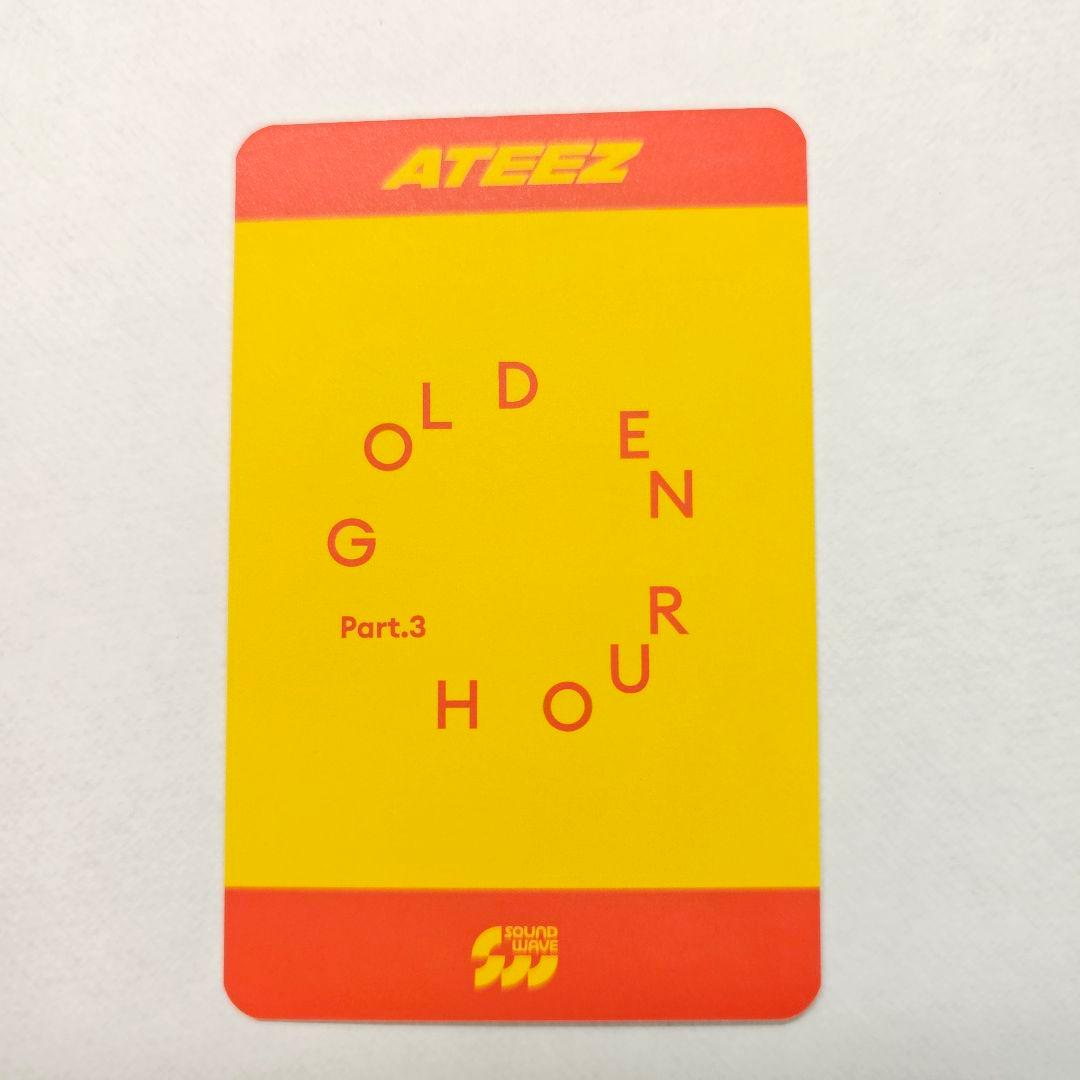 ATEEZ
GOLDEN
HOUR
Part.3
SOUND
WAVE